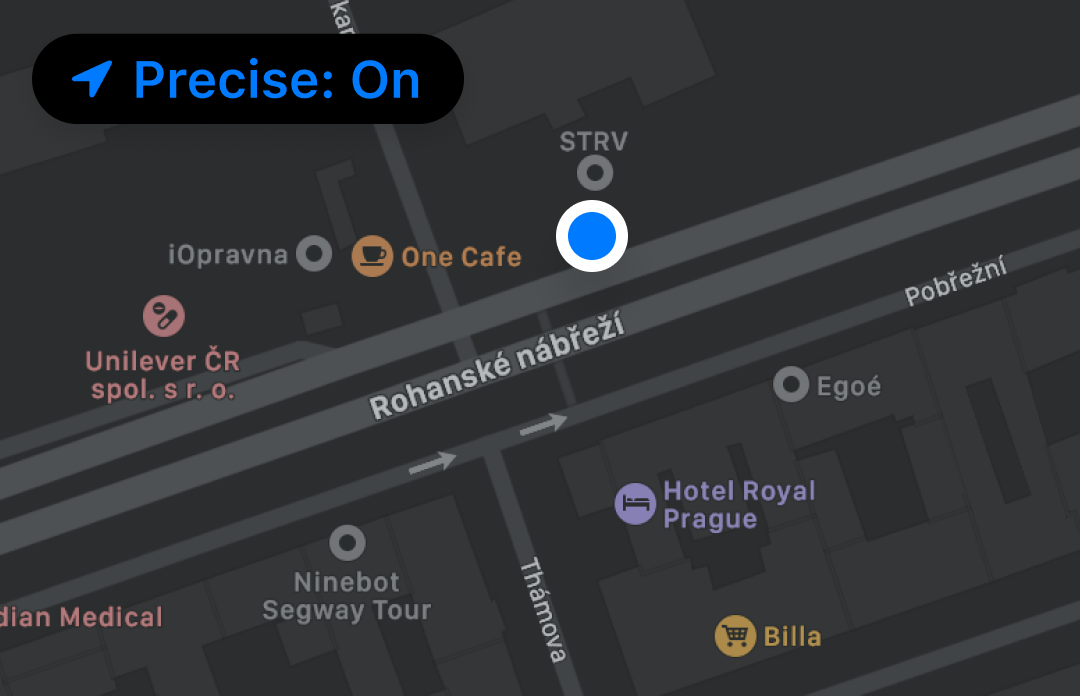 Precise: On
STRV
iOpravna
One Cafe
Pobřežní
Unilever ČR
spol. s r. o.
Rohanské nábřeží
Egoé
Hotel Royal
Prague
Ninebot
Segway Tour
Thámova
dian Medical
Billa